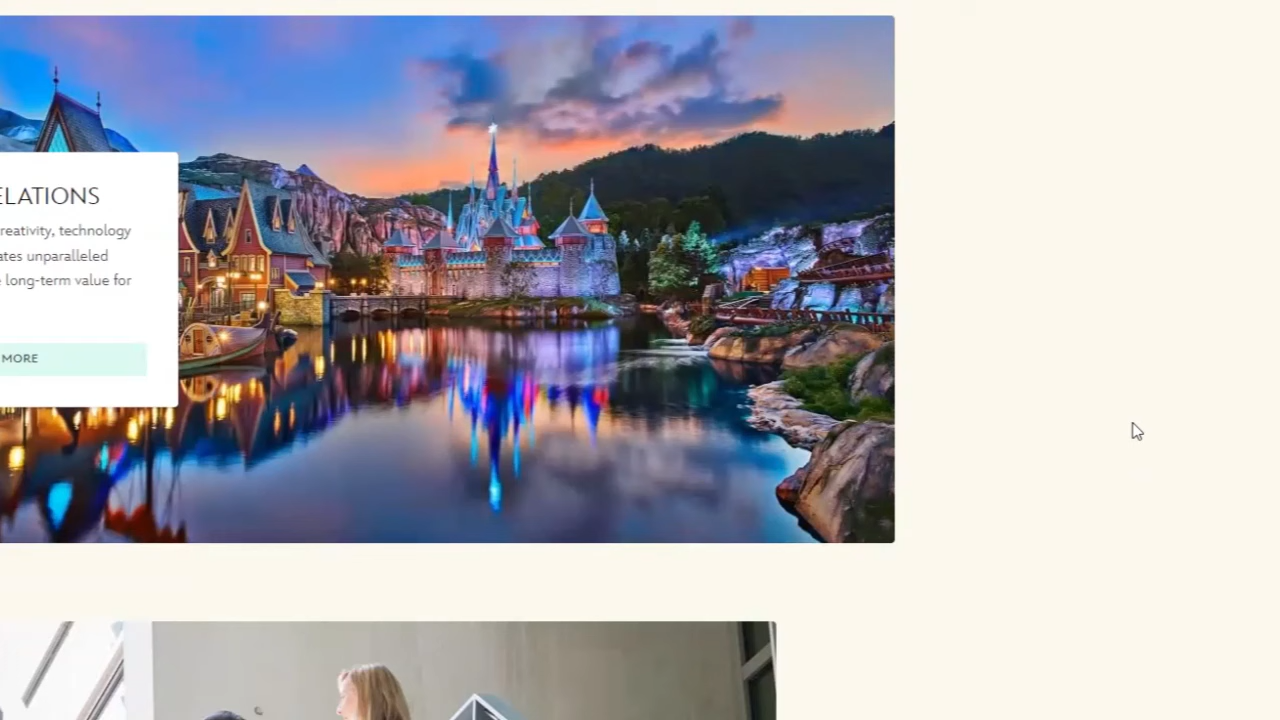 ELATIONS
reativity, technology
ates unparalleled
long-term value for
MORE